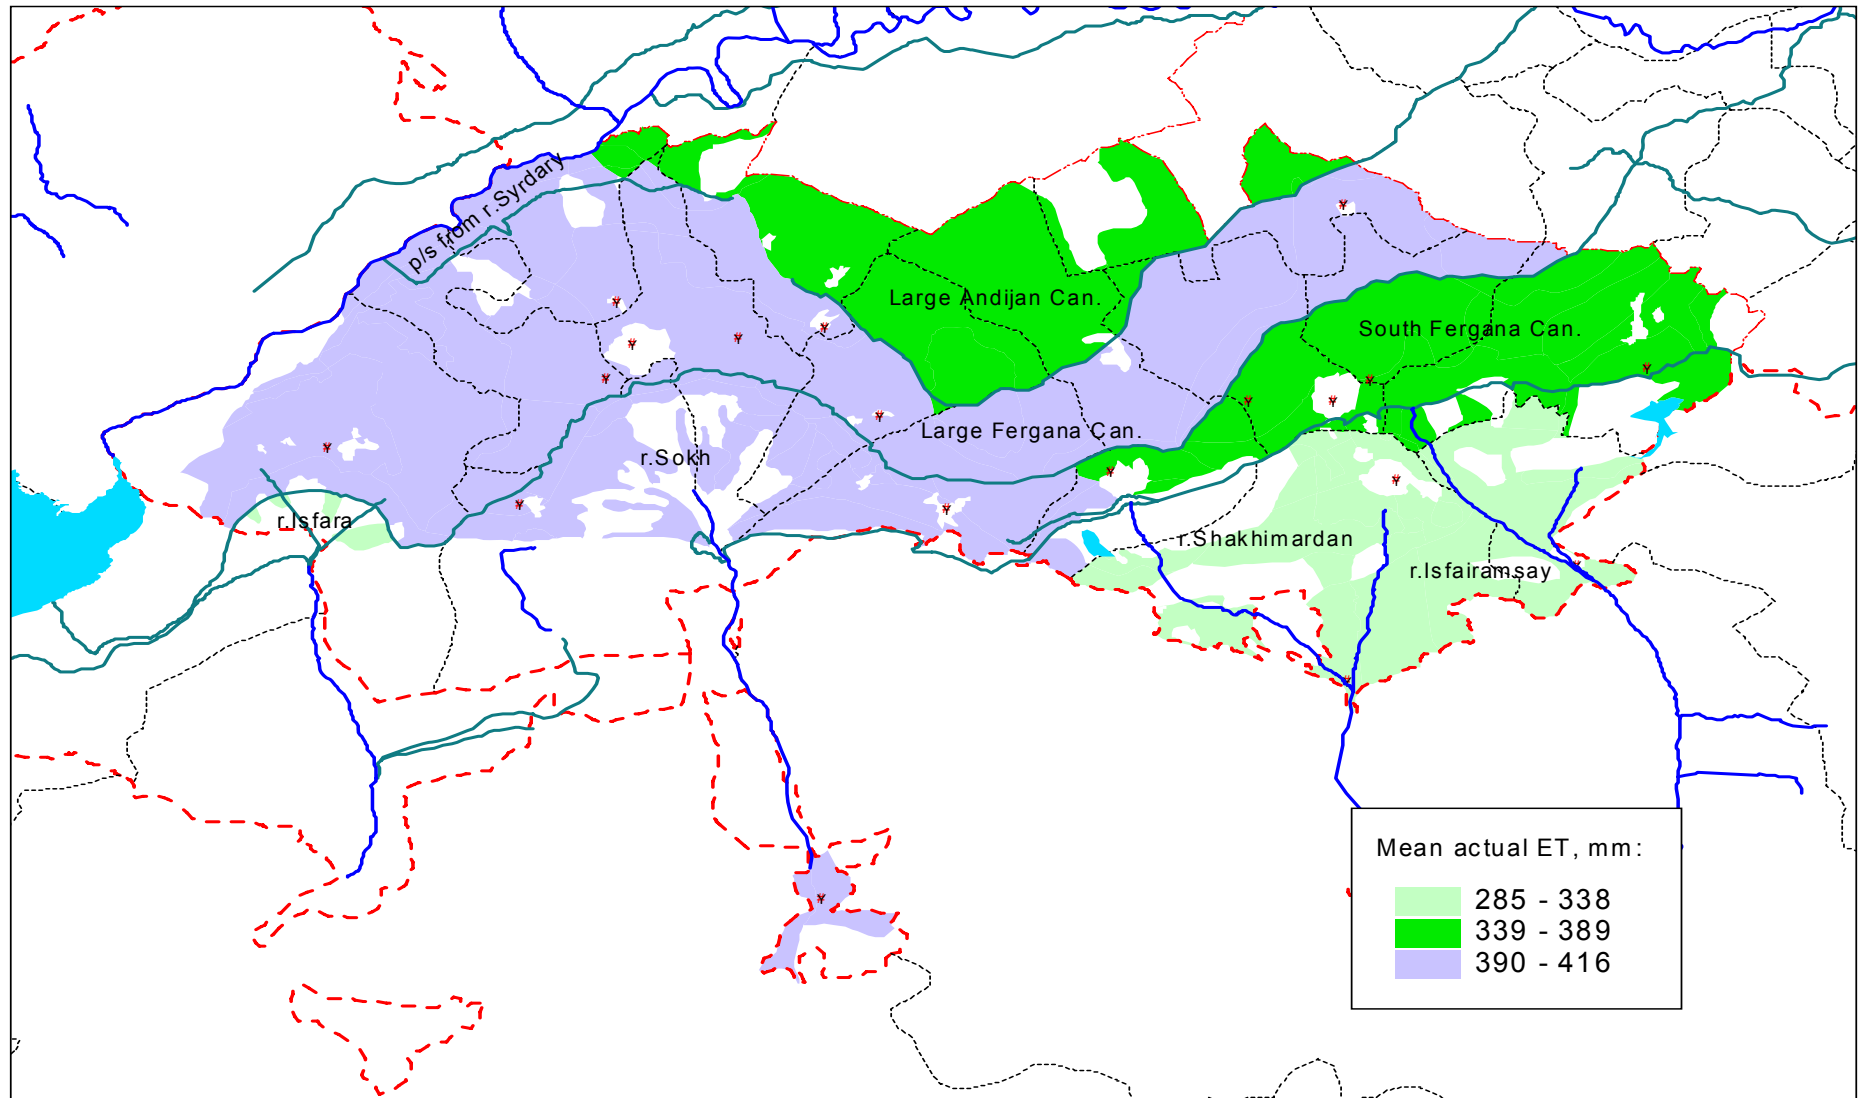 p/s from r.Syrdary
Large Andijan Can.
South Fergana Can.
Large Fergana Can.
r.Sokh
r.Isfara
r.Shakhimardan
r.Isfairamsay
Mean actual ET, mm:
285 - 338
339 - 389
390 - 416